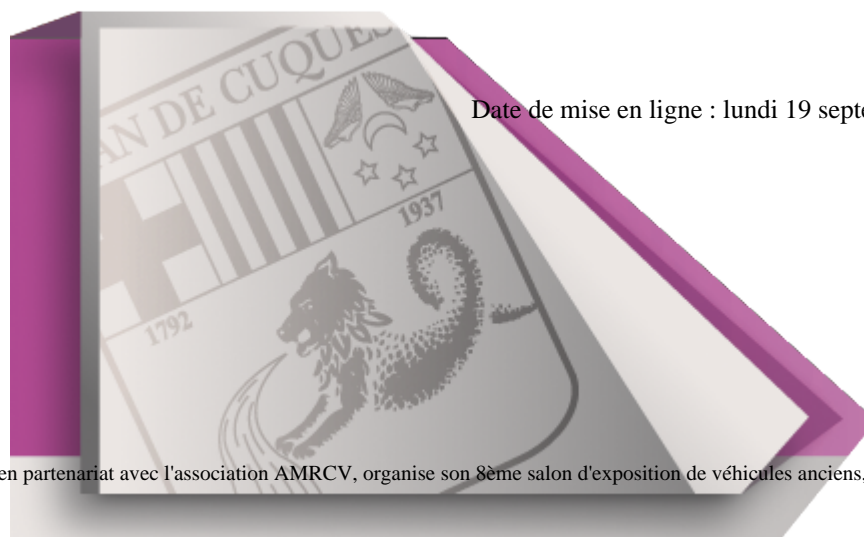 AN DE CUQUES
Date de mise en ligne : lundi 19 septe
1937
1792
en partenariat avec l'association AMRCV, organise son 8ème salon d'exposition de véhicules anciens,